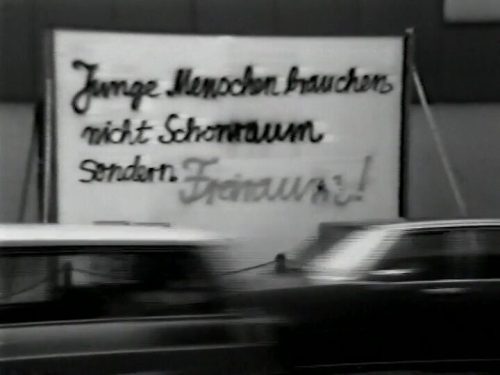 Junge Menschen brauchen
nicht Schonraum
sondern Freiraum!